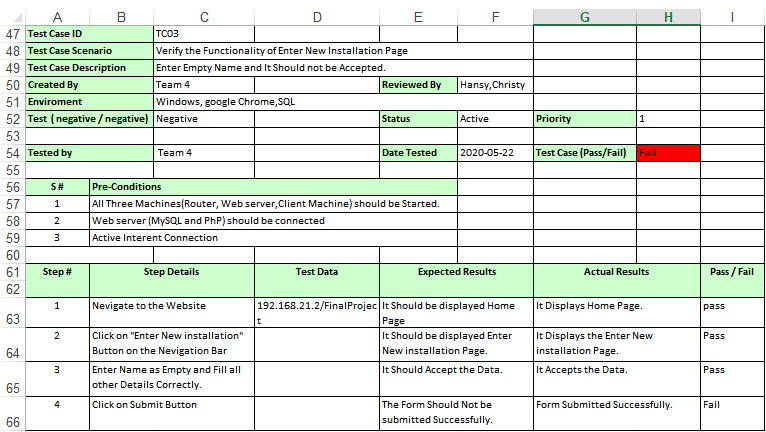 A B C D E F G H I
47 Test Case ID TC03
48 Test Case Scenario Verify the Functionality of Enter New Installation Page
49 Test Case Description Enter Empty Name and It Should not be Accepted.
50 Created By Team 4 Reviewed By Hansy,Christy
51 Enviroment Windows, google Chrome,SQL
52 Test ( negative / negative) Negative Status Active Priority 1
53
54 Tested by Team 4 Date Tested 2020-05-22 Test Case (Pass/Fail) Fail
55
56 S # Pre-Conditions
57 1 All Three Machines(Router, Web server,Client Machine) should be Started.
58 2 Web server (MySQL and PhP) should be connected
59 3 Active Interent Connection
60
61 Step # Step Details Test Data Expected Results Actual Results Pass / Fail
62
1 Nevigate to the Website 192.168.21.2/FinalProjec It Should be displayed Home It Displays Home Page. pass
63 t Page
2 Click on "Enter New installation" It Should be displayed Enter It Displays the Enter New Pass
64 Button on the Nevigation Bar New installation Page. installation Page.
3 Enter Name as Empty and Fill all It Should Accept the Data. It Accepts the Data. Pass
65 other Details Correctly.
4 Click on Submit Button The Form Should Not be Form Submitted Successfully. Fail
66 submitted Successfully.